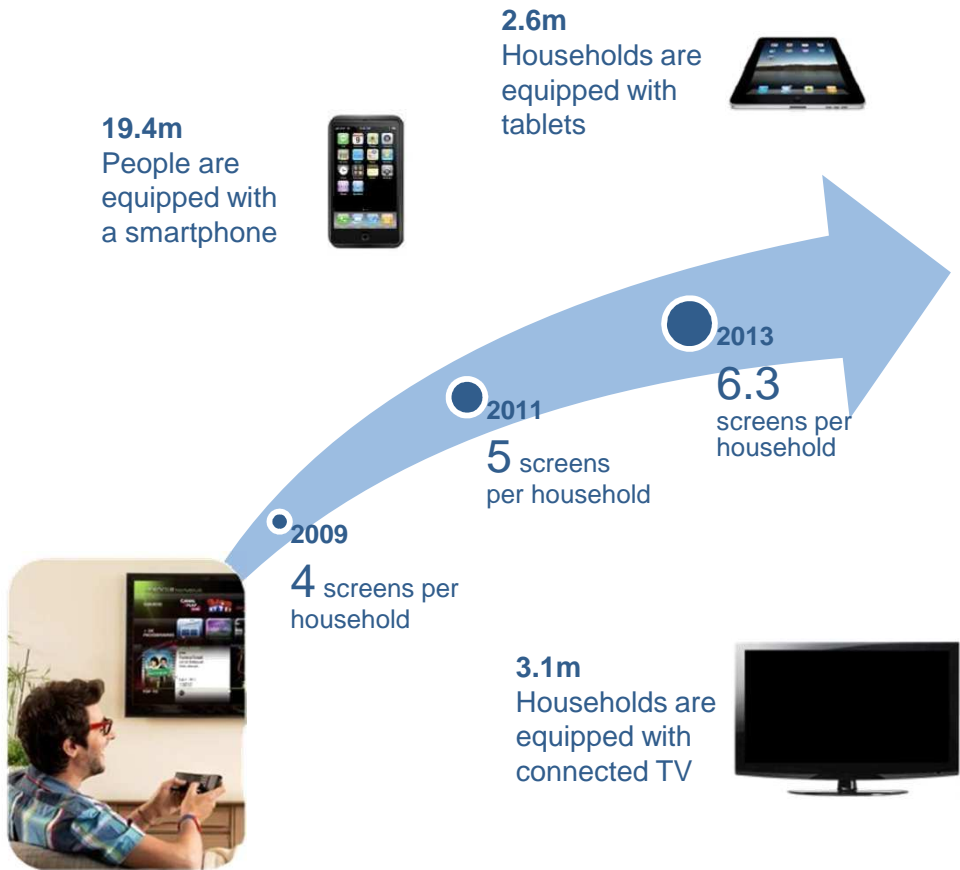 2.6m
Households are
equipped with
tablets
19.4m
People are
equipped with
a smartphone
2013
6.3
screens per
household
2011
5 screens
per household
2009
4 screens per
household
3.1m
Households are
equipped with
connected TV